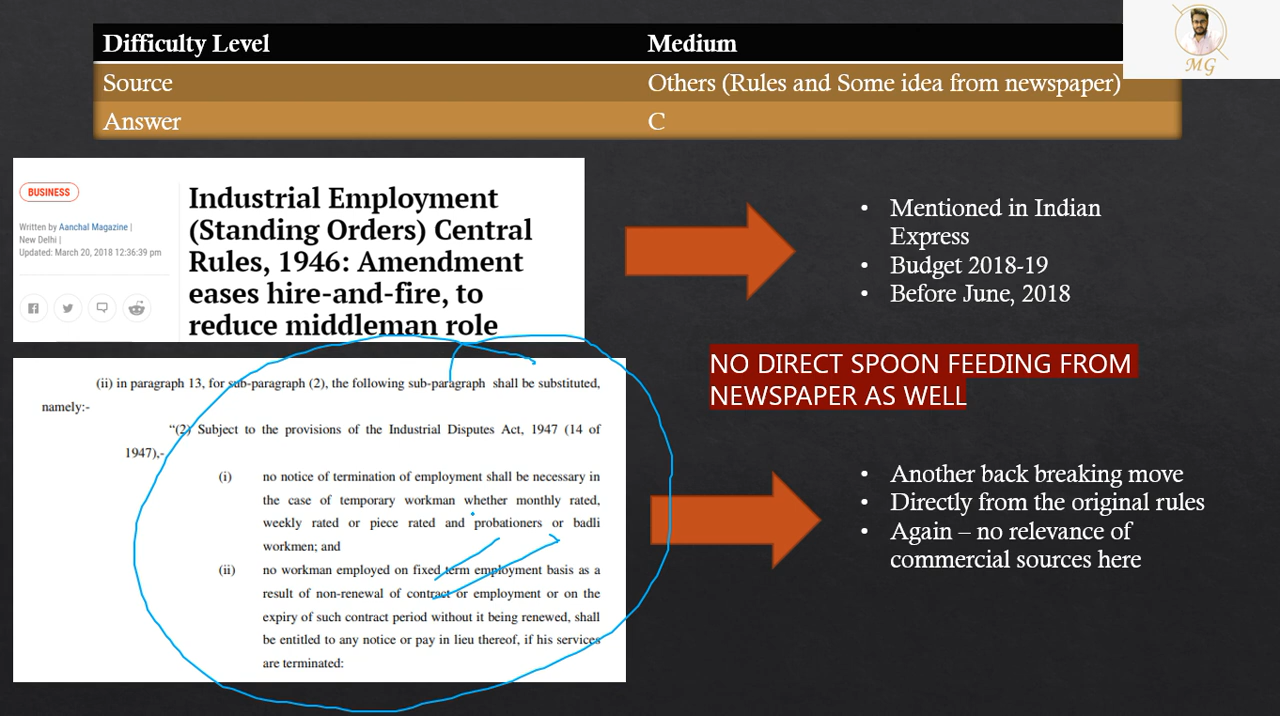 Difficulty Level Medium
Source Others (Rules and Some idea from newspaper)
Answer C
MG
BUSINESS
Written by Aanchal Magazine |
New Delhi |
Updated: March 20, 2018 12:36:39 pm
Industrial Employment
(Standing Orders) Central
Rules, 1946: Amendment
eases hire-and-fire, to
reduce middleman role
• Mentioned in Indian
Express
• Budget 2018-19
• Before June, 2018
NO DIRECT SPOON FEEDING FROM
NEWSPAPER AS WELL
(ii) in paragraph 13, for sub-paragraph (2), the following sub-paragraph shall be substituted,
namely:-
“(2) Subject to the provisions of the Industrial Disputes Act, 1947 (14 of
1947),-
(i) no notice of termination of employment shall be necessary in
the case of temporary workman whether monthly rated,
weekly rated or piece rated and probationers or badli
workmen; and
(ii) no workman employed on fixed term employment basis as a
result of non-renewal of contract or employment or on the
expiry of such contract period without it being renewed, shall
be entitled to any notice or pay in lieu thereof, if his services
are terminated:
• Another back breaking move
• Directly from the original rules
• Again – no relevance of
commercial sources here